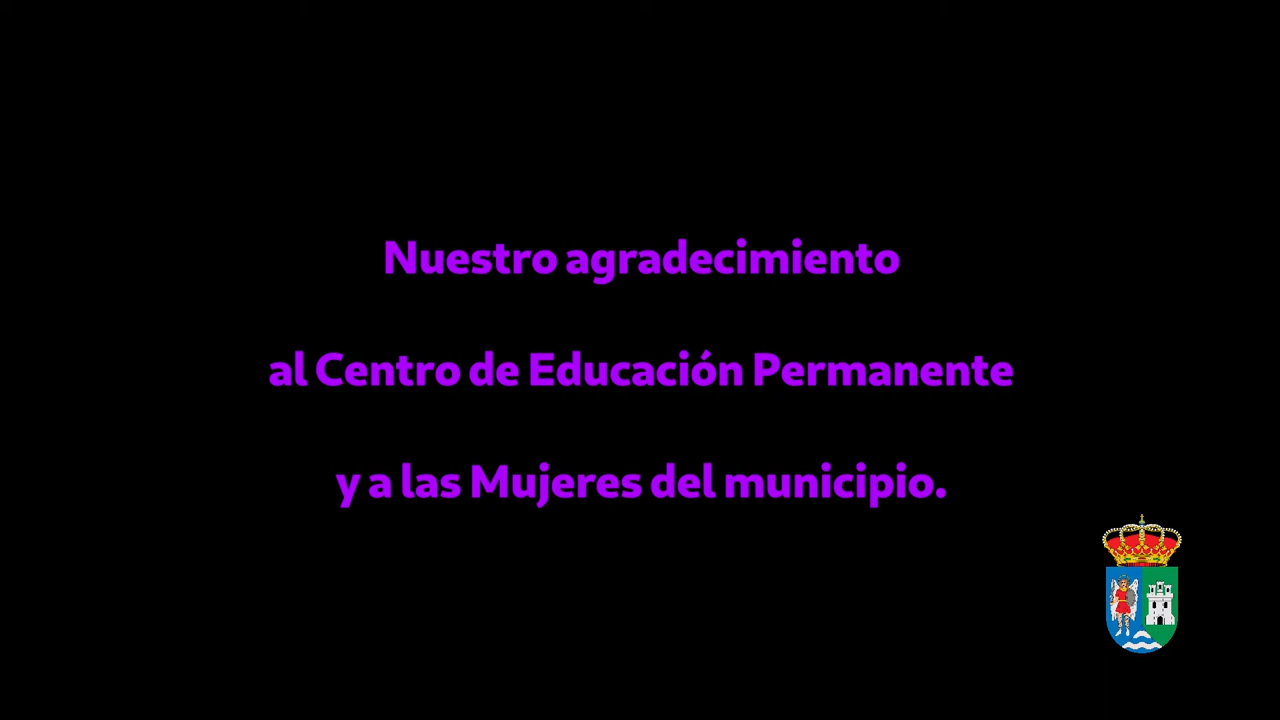 Nuestro agradecimiento
al Centro de Educación Permanente
y a las Mujeres del municipio.